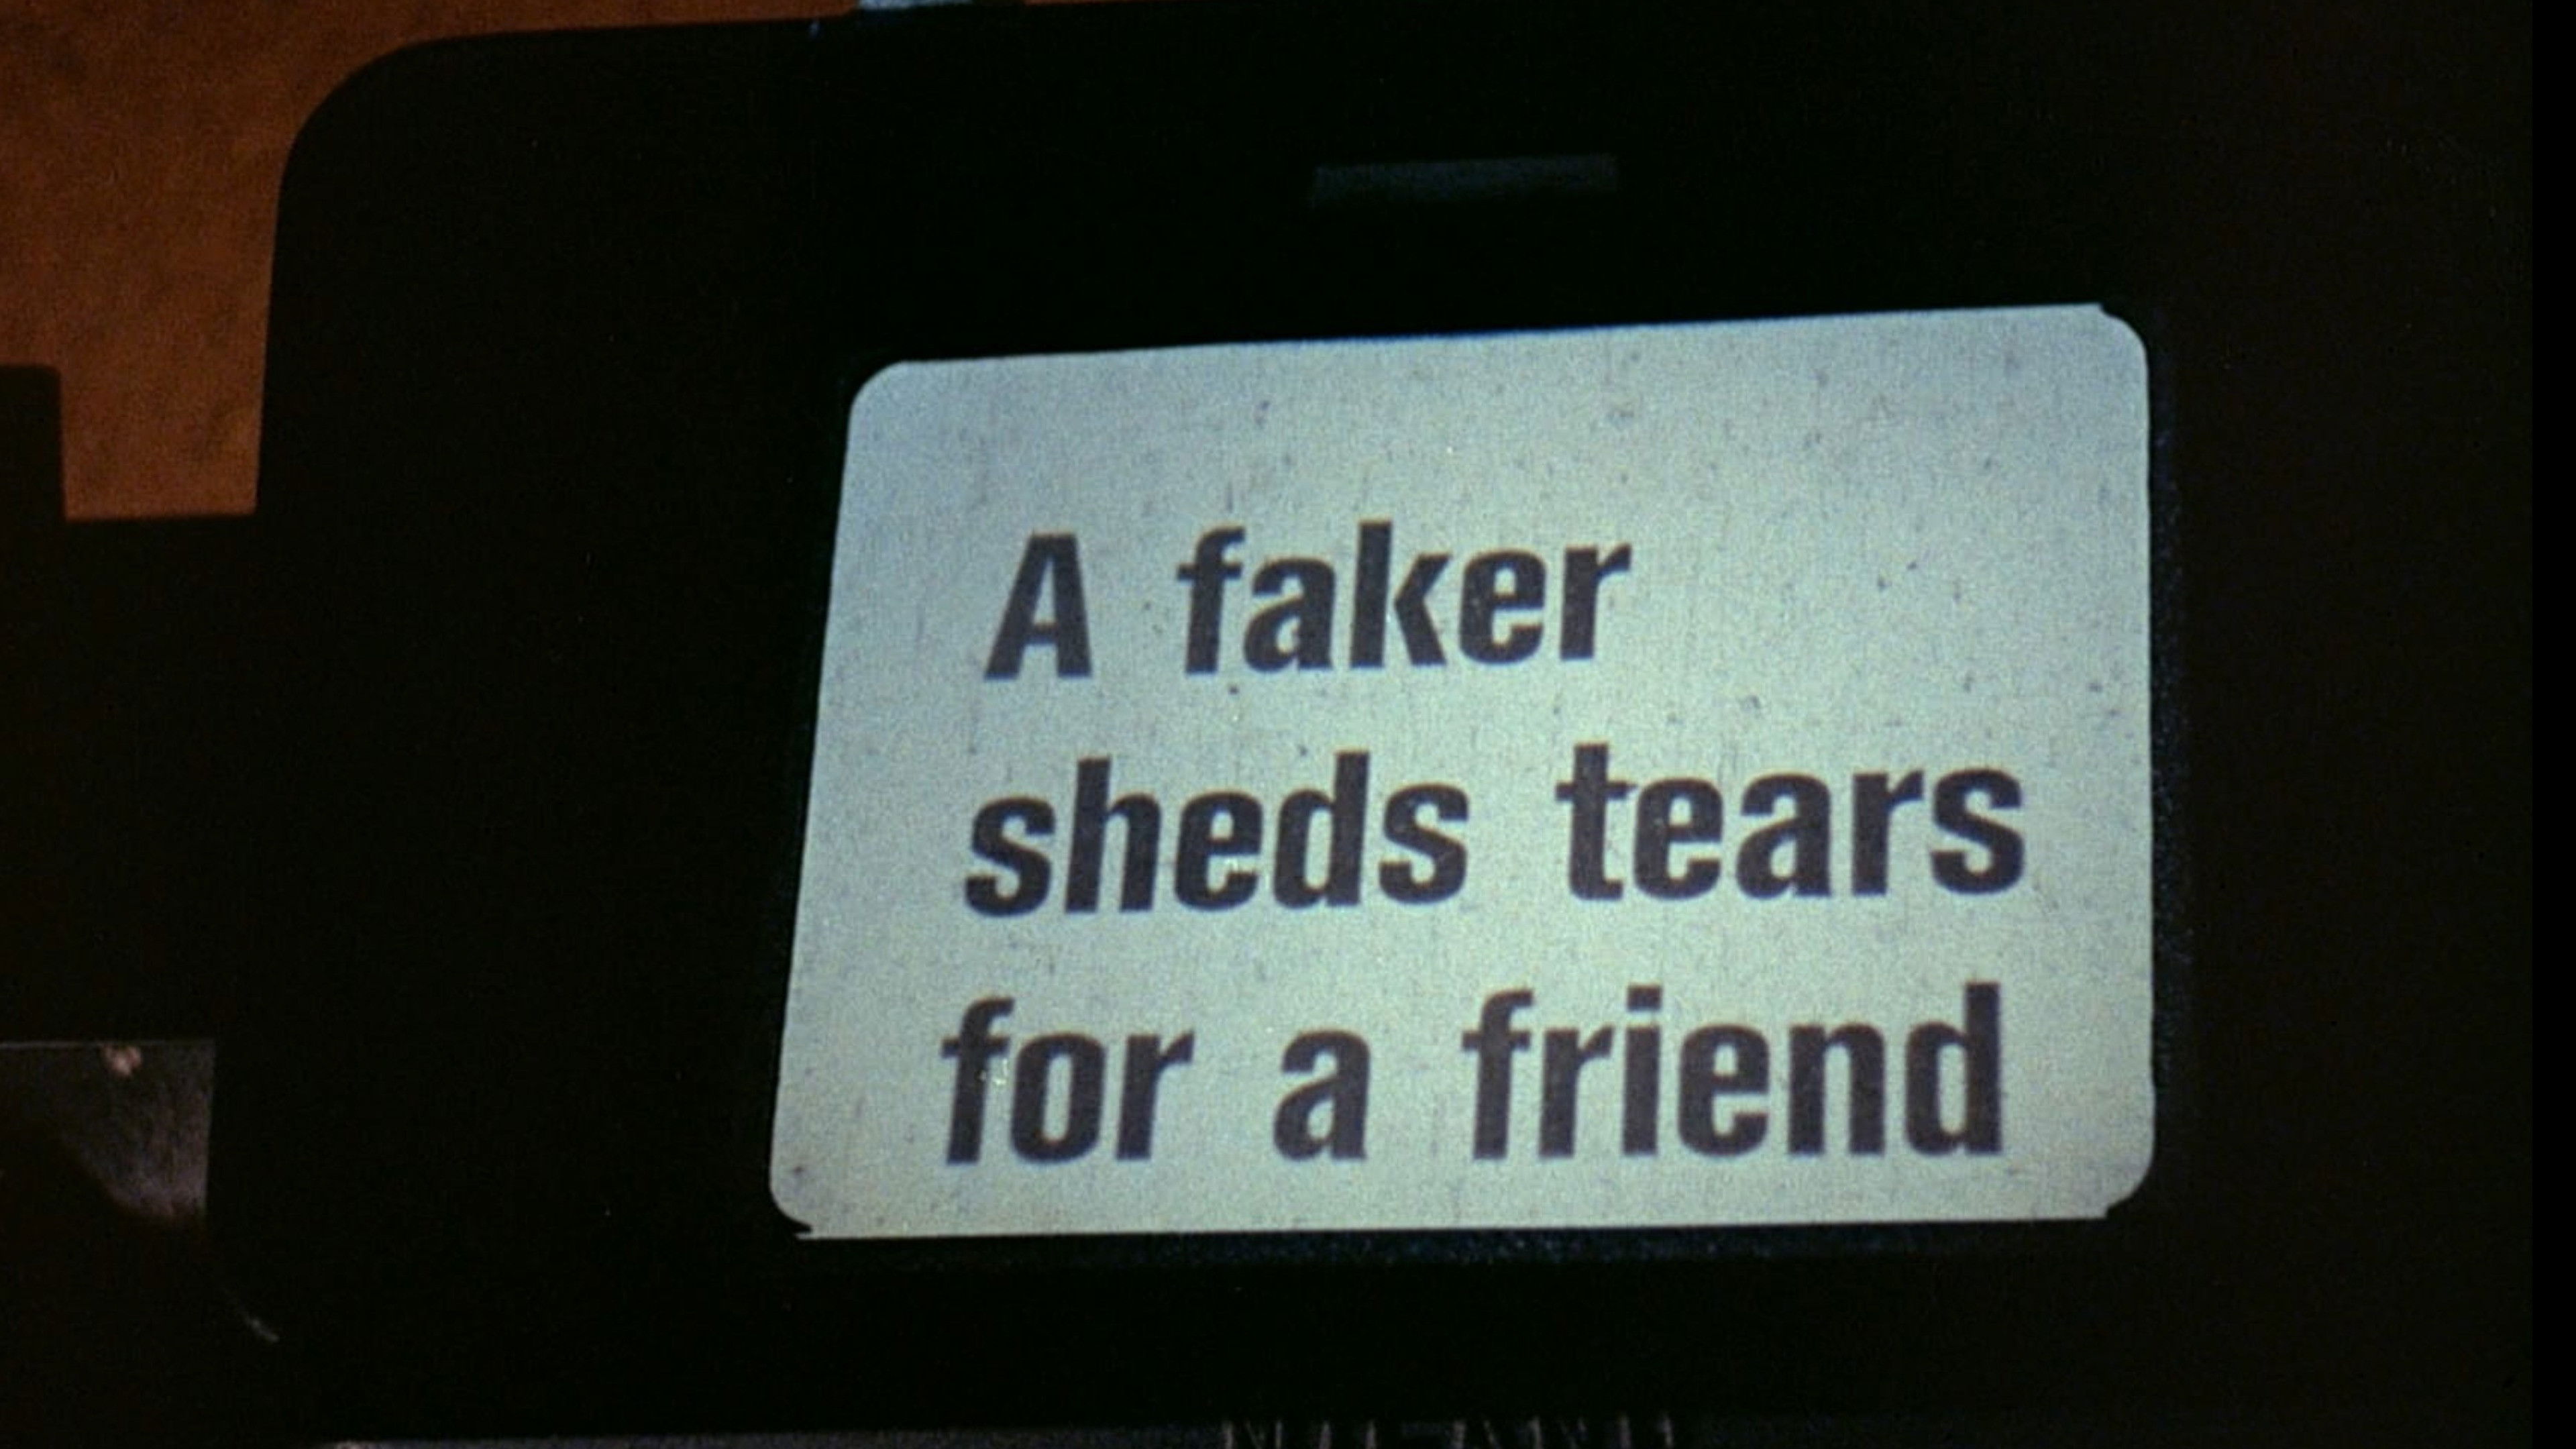 A faker
sheds tears
for a friend